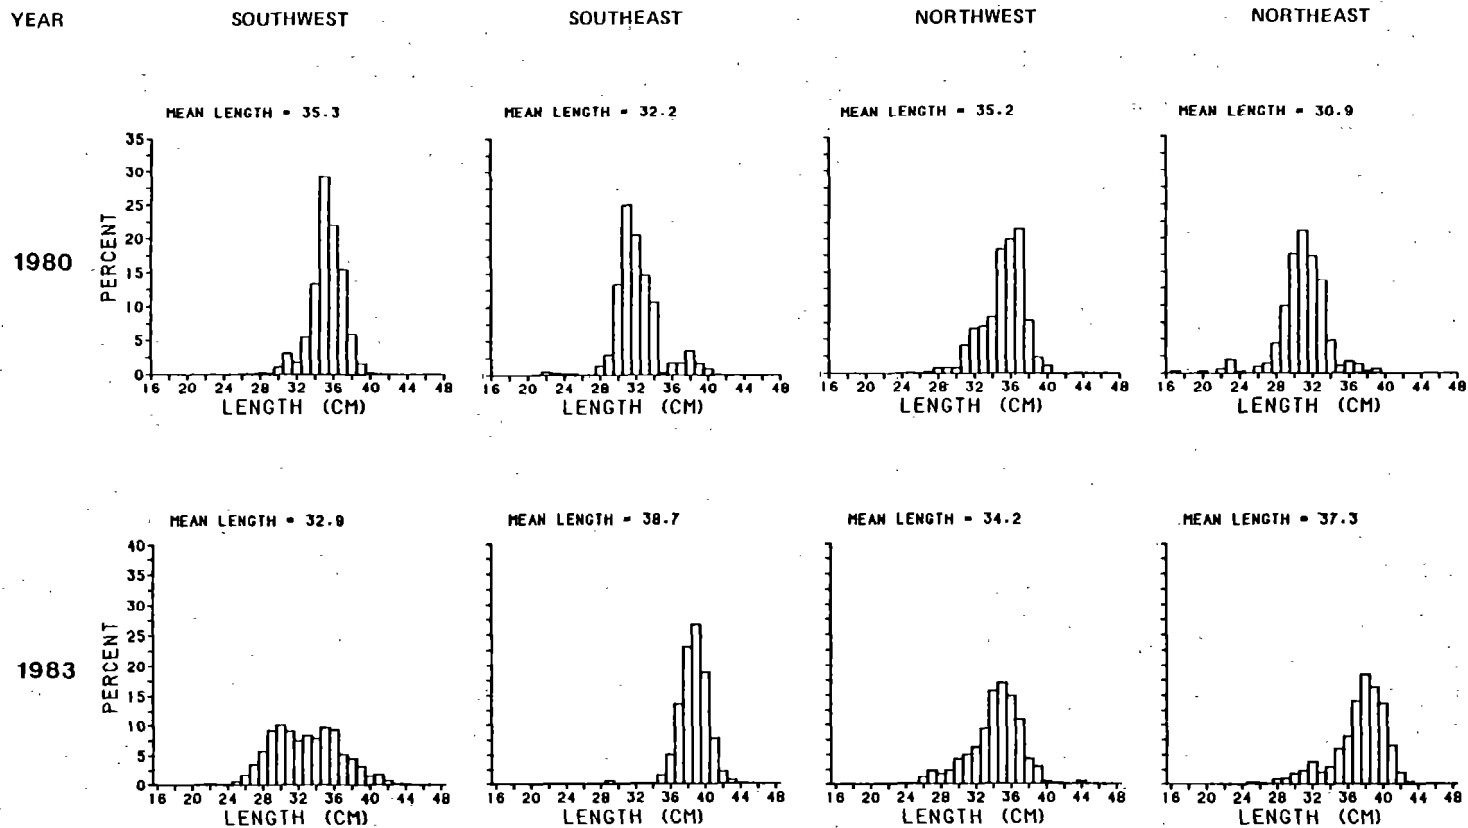 YEAR SOUTHWEST SOUTHEAST NORTHWEST NORTHEAST
MEAN LENGTH = 35.3 MEAN LENGTH = 32.2 MEAN LENGTH = 35.2 MEAN LENGTH = 30.9
35
30
25
20
15
10
5
0
PERCENT
1980
16 20 24 28 32 36 40 44 48 16 20 24 28 32 36 40 44 48 16 20 24 28 32 36 40 44 48 16 20 24 28 32 36 40 44 48
LENGTH (CM) LENGTH (CM) LENGTH (CM) LENGTH (CM)
MEAN LENGTH = 32.9 MEAN LENGTH = 38.7 MEAN LENGTH = 34.2 MEAN LENGTH = 37.3
40
35
30
25
20
15
10
5
0
PERCENT
1983
16 20 24 28 32 36 40 44 48 16 20 24 28 32 36 40 44 48 16 20 24 28 32 36 40 44 48 16 20 24 28 32 36 40 44 48
LENGTH (CM) LENGTH (CM) LENGTH (CM) LENGTH (CM)